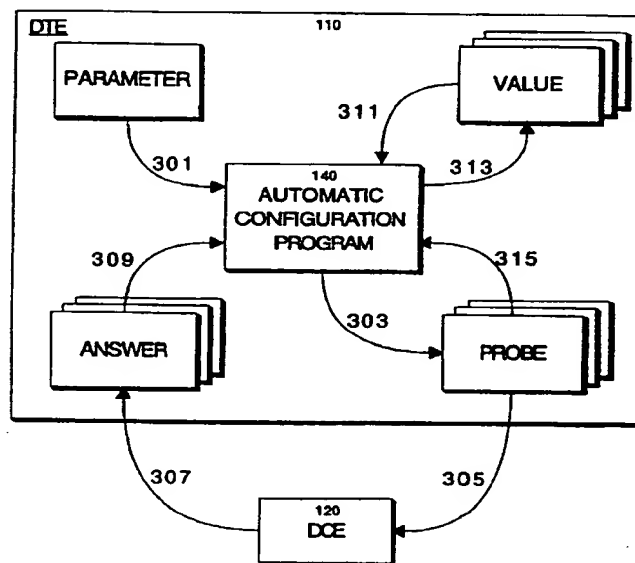 DTE
110
PARAMETER
VALUE
311
301
313
140
AUTOMATIC
CONFIGURATION
PROGRAM
309
315
303
ANSWER
PROBE
307
305
120
DCE